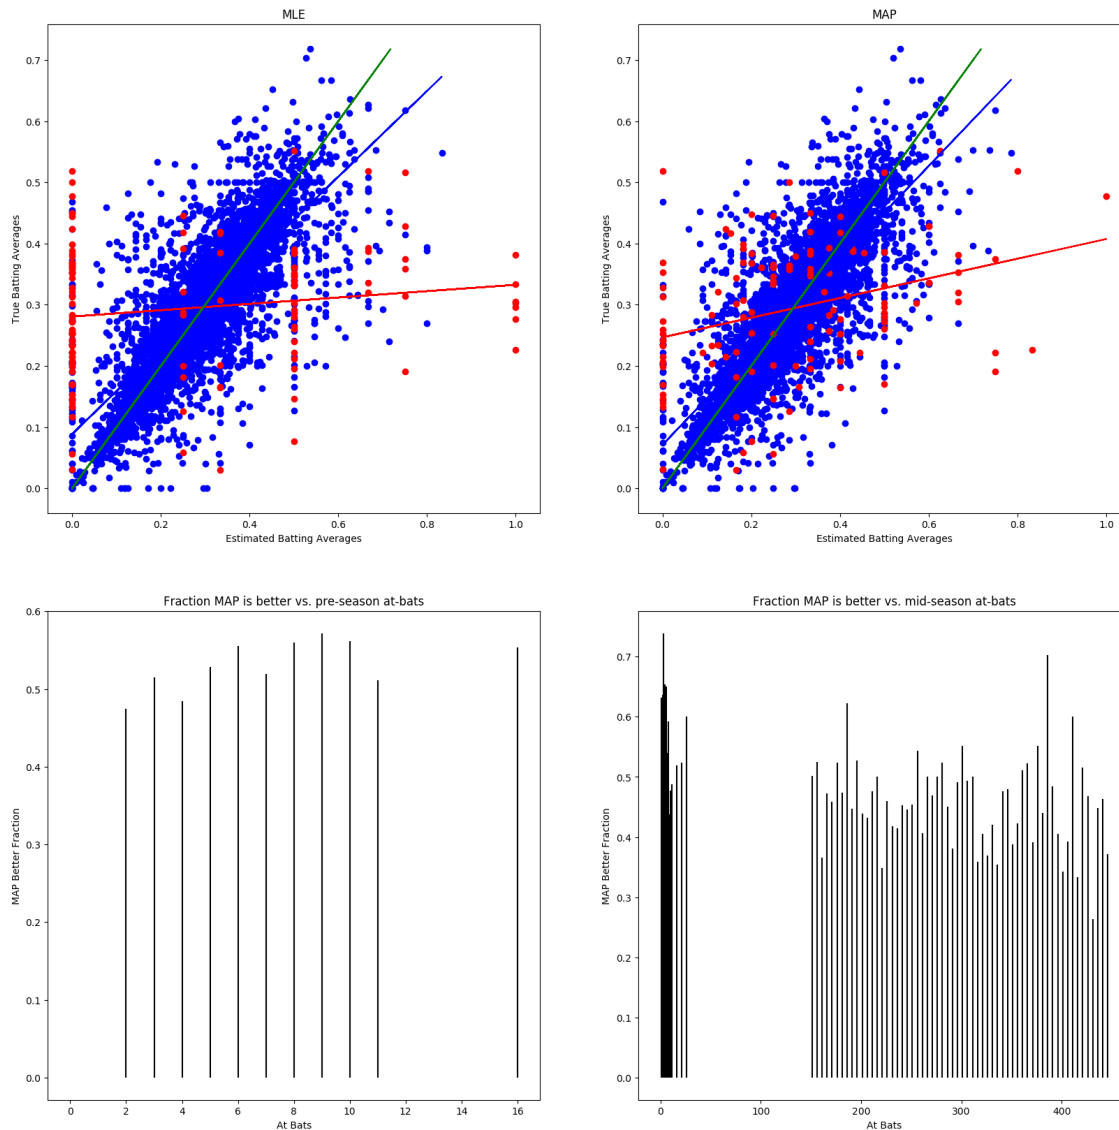 MLE
0.7
0.6
0.5
0.4
0.3
0.2
0.1
0.0
True Batting Averages
0.0 0.2 0.4 0.6 0.8 1.0
Estimated Batting Averages
MAP
0.7
0.6
0.5
0.4
0.3
0.2
0.1
0.0
True Batting Averages
0.0 0.2 0.4 0.6 0.8 1.0
Estimated Batting Averages
Fraction MAP is better vs. pre-season at-bats
0.6
0.5
0.4
0.3
0.2
0.1
0.0
MAP Better Fraction
0 2 4 6 8 10 12 14 16
At Bats
Fraction MAP is better vs. mid-season at-bats
0.7
0.6
0.5
0.4
0.3
0.2
0.1
0.0
MAP Better Fraction
0 100 200 300 400
At Bats